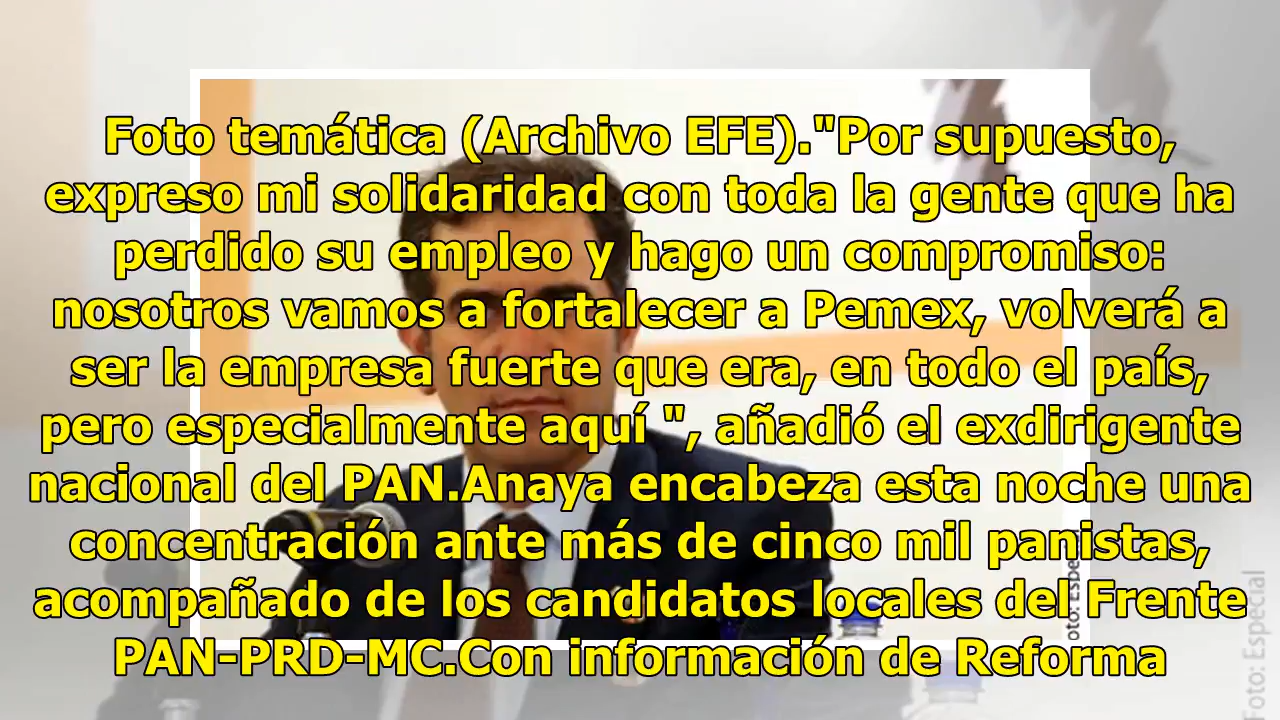 Foto temática (Archivo EFE)."Por supuesto,
expreso mi solidaridad con toda la gente que ha
perdido su empleo y hago un compromiso:
nosotros vamos a fortalecer a Pemex, volverá a
ser la empresa fuerte que era, en todo el país,
pero especialmente aquí ", añadió el exdirigente
nacional del PAN.Anaya encabeza esta noche una
concentración ante más de cinco mil panistas,
acompañado de los candidatos locales del Frente
PAN-PRD-MC.Con información de Reforma
Foto: Especial